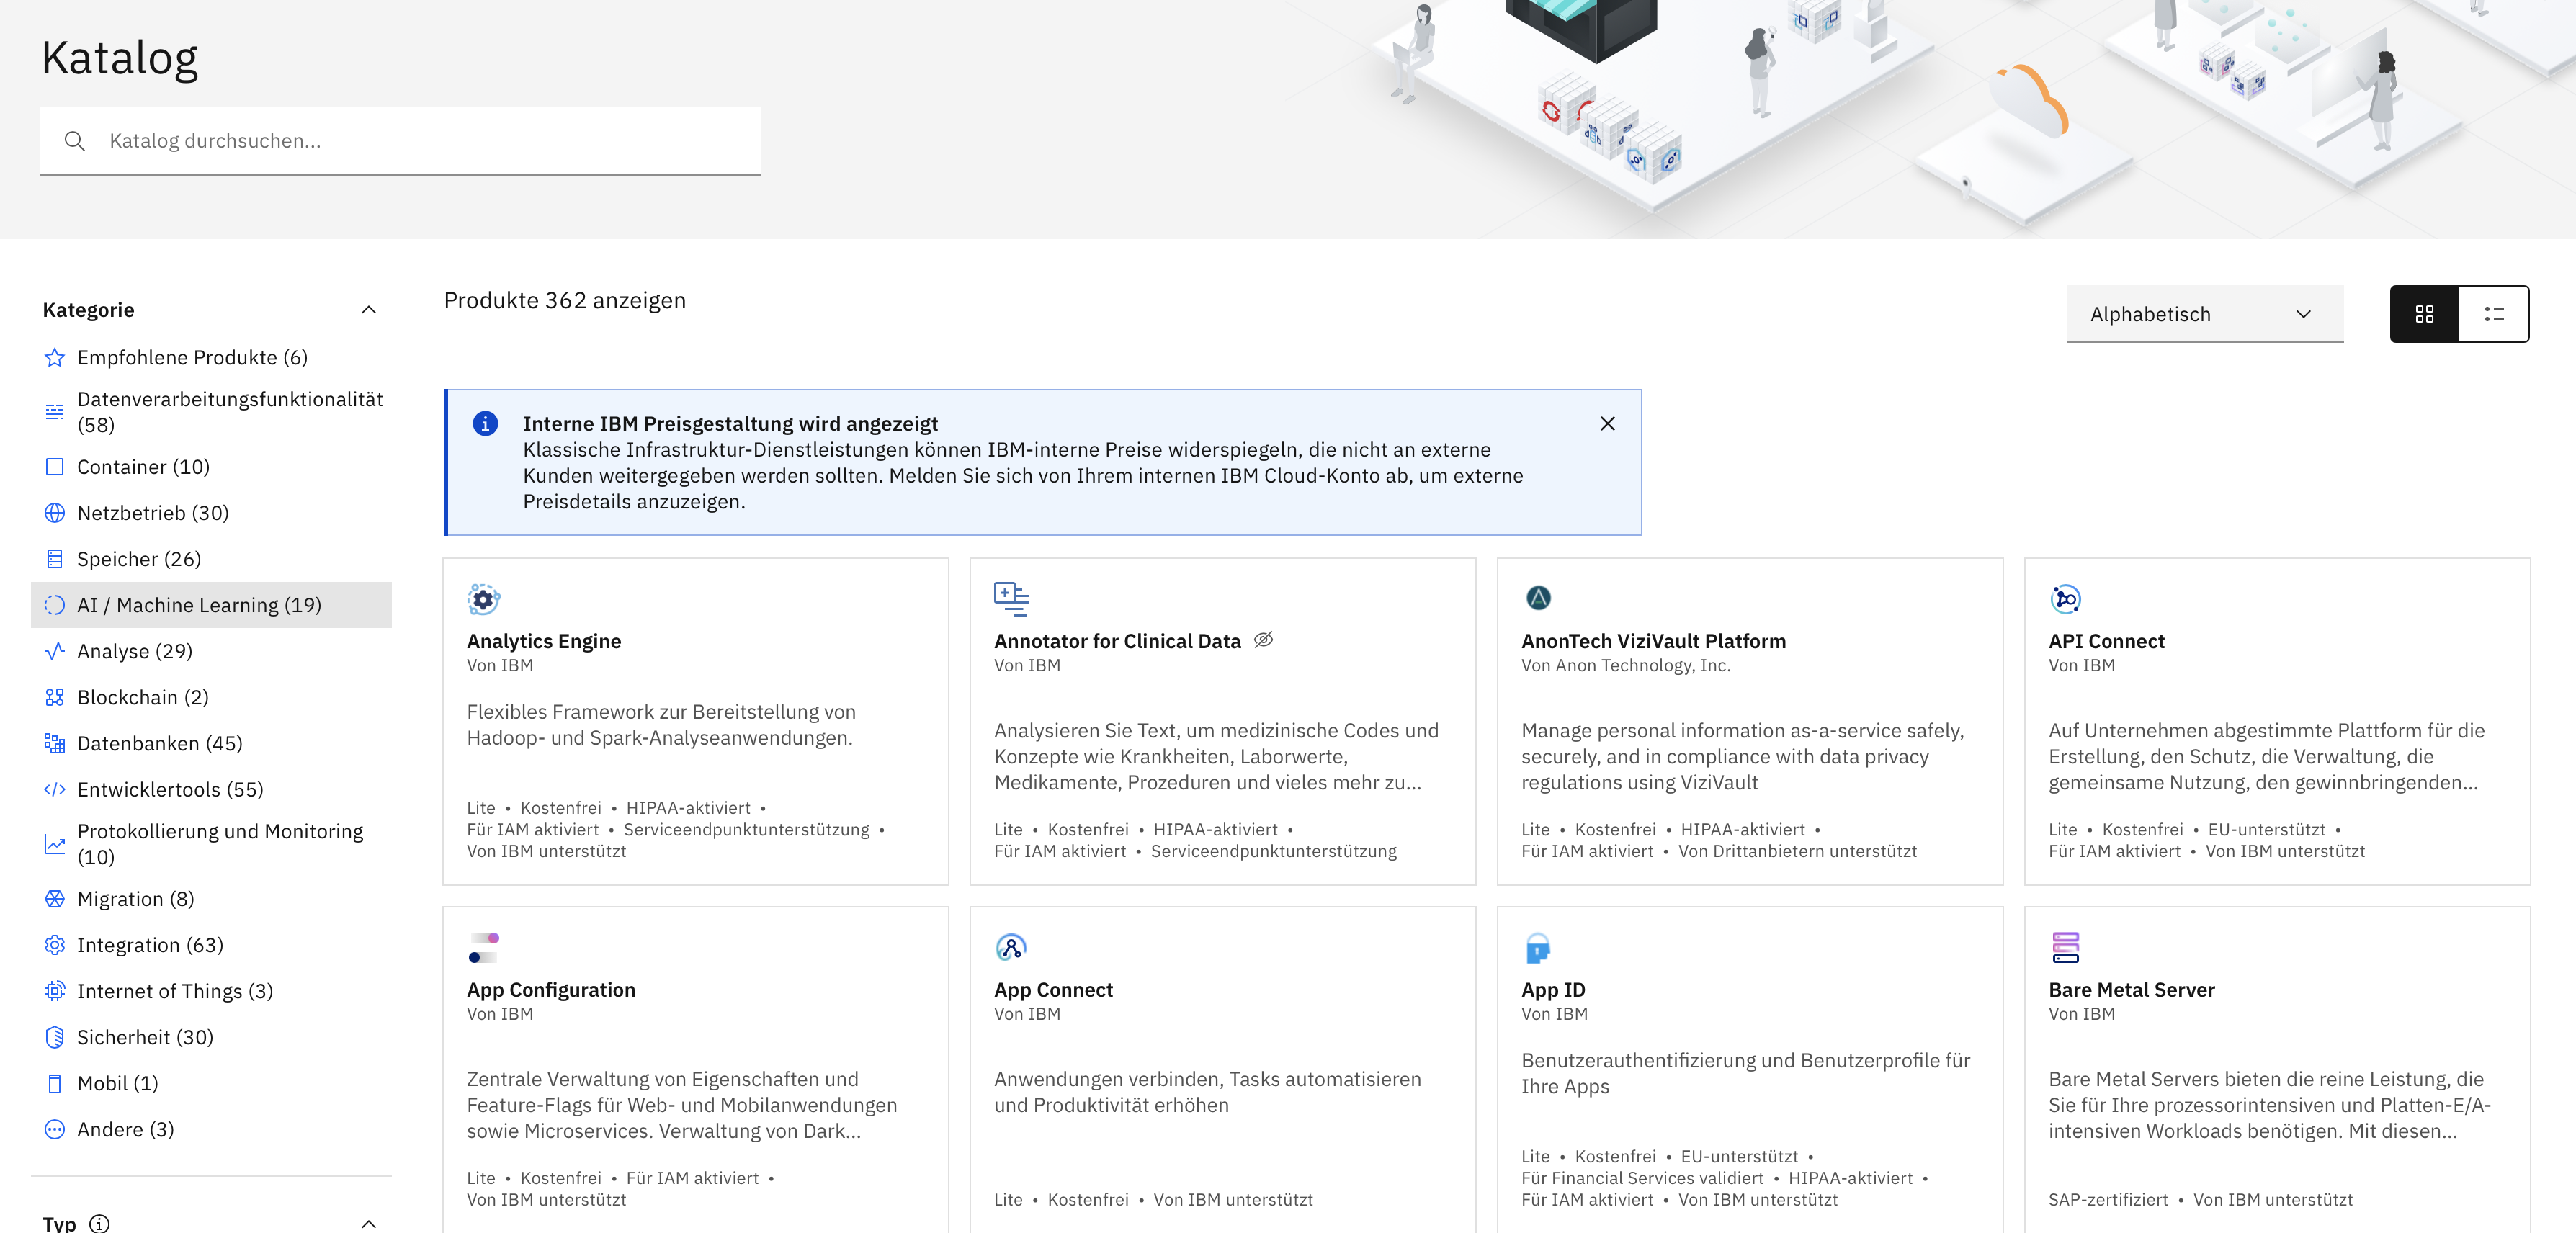 Katalog
Katalog durchsuchen...
Kategorie
Empfohlene Produkte (6)
Datenverarbeitungsfunktionalität
(58)
Container (10)
Netzbetrieb (30)
Speicher (26)
AI / Machine Learning (19)
Analyse (29)
Blockchain (2)
Datenbanken (45)
Entwicklertools (55)
Protokollierung und Monitoring
(10)
Migration (8)
Integration (63)
Internet of Things (3)
Sicherheit (30)
Mobil (1)
Andere (3)
Typ
Produkte 362 anzeigen
Alphabetisch
Interne IBM Preisgestaltung wird angezeigt
Klassische Infrastruktur-Dienstleistungen können IBM-interne Preise widerspiegeln, die nicht an externe
Kunden weitergegeben werden sollten. Melden Sie sich von Ihrem internen IBM Cloud-Konto ab, um externe
Preisdetails anzuzeigen.
Analytics Engine
Von IBM
Flexibles Framework zur Bereitstellung von
Hadoop- und Spark-Analyseanwendungen.
Lite • Kostenfrei • HIPAA-aktiviert •
Für IAM aktiviert • Serviceendpunktunterstützung •
Von IBM unterstützt
Annotator for Clinical Data
Von IBM
Analysieren Sie Text, um medizinische Codes und
Konzepte wie Krankheiten, Laborwerte,
Medikamente, Prozeduren und vieles mehr zu...
Lite • Kostenfrei • HIPAA-aktiviert •
Für IAM aktiviert • Serviceendpunktunterstützung
AnonTech ViziVault Platform
Von Anon Technology, Inc.
Manage personal information as-a-service safely,
securely, and in compliance with data privacy
regulations using ViziVault
Lite • Kostenfrei • HIPAA-aktiviert •
Für IAM aktiviert • Von Drittanbietern unterstützt
API Connect
Von IBM
Auf Unternehmen abgestimmte Plattform für die
Erstellung, den Schutz, die Verwaltung, die
gemeinsame Nutzung, den gewinnbringenden...
Lite • Kostenfrei • EU-unterstützt •
Für IAM aktiviert • Von IBM unterstützt
App Configuration
Von IBM
Zentrale Verwaltung von Eigenschaften und
Feature-Flags für Web- und Mobilanwendungen
sowie Microservices. Verwaltung von Dark...
Lite • Kostenfrei • Für IAM aktiviert •
Von IBM unterstützt
App Connect
Von IBM
Anwendungen verbinden, Tasks automatisieren
und Produktivität erhöhen
Lite • Kostenfrei • Von IBM unterstützt
App ID
Von IBM
Benutzerauthentifizierung und Benutzerprofile für
Ihre Apps
Lite • Kostenfrei • EU-unterstützt •
Für Financial Services validiert • HIPAA-aktiviert •
Für IAM aktiviert • Von IBM unterstützt
Bare Metal Server
Von IBM
Bare Metal Servers bieten die reine Leistung, die
Sie für Ihre prozessorintensiven und Platten-E/A-
intensiven Workloads benötigen. Mit diesen...
SAP-zertifiziert • Von IBM unterstützt